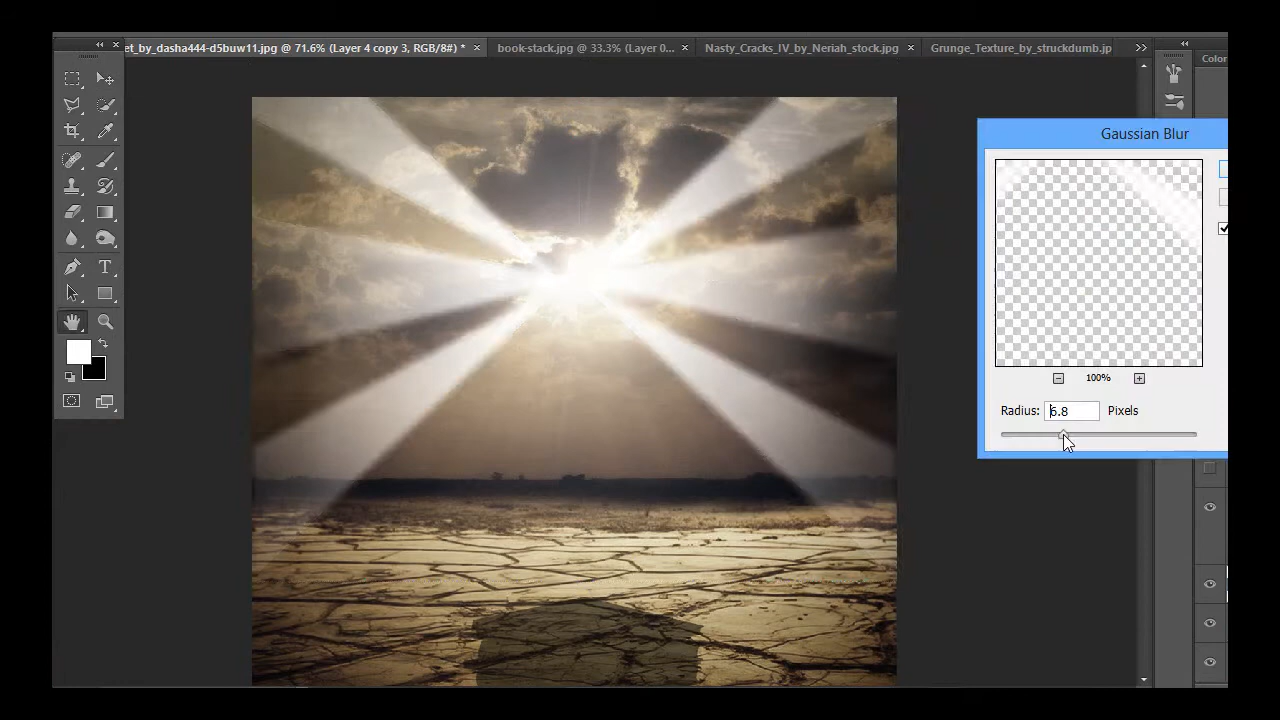 et_by_dasha444-d5buw11.jpg @ 71.6% (Layer 4 copy 3, RGB/8#) *
book-stack.jpg @ 33.3% (Layer 0...
Nasty_Cracks_IV_by_Neriah_stock.jpg
Grunge_Texture_by_struckdumb.jp
Color
Gaussian Blur
100%
Radius: 6.8 Pixels
T